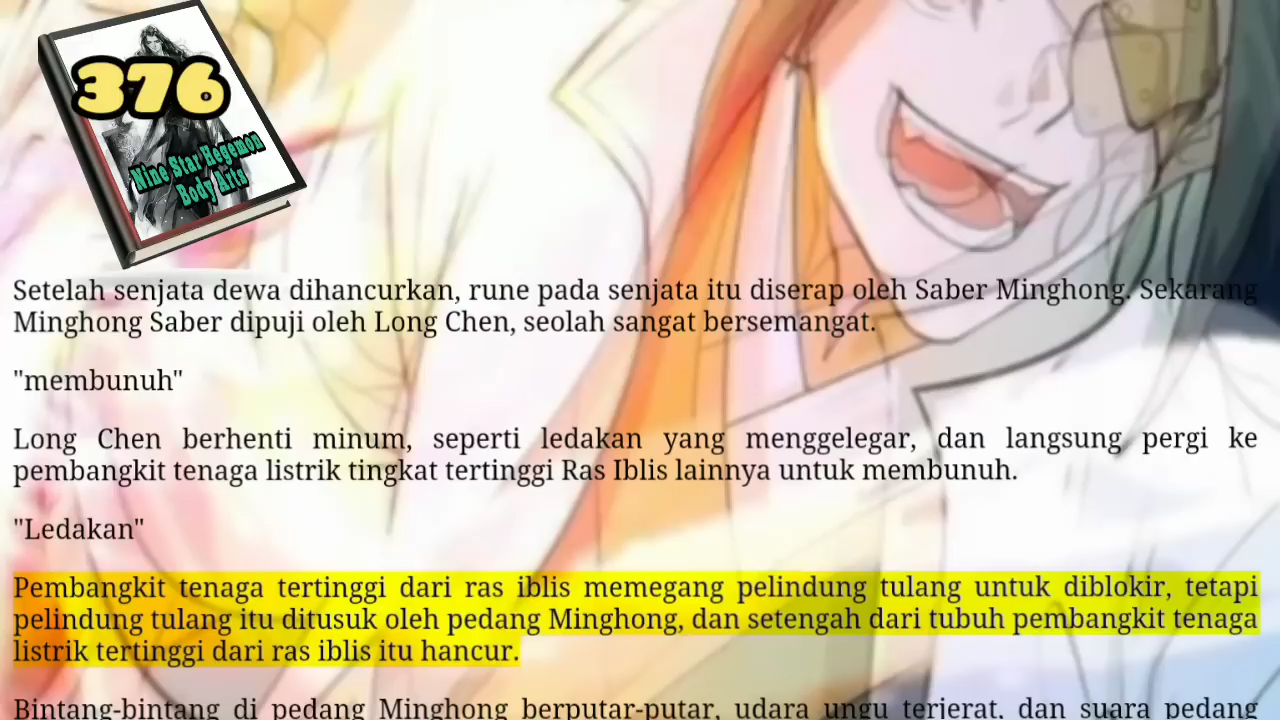 376
Nine Star Hegemon
Body Arts
Setelah senjata dewa dihancurkan, rune pada senjata itu diserap oleh Saber Minghong. Sekarang
Minghong Saber dipuji oleh Long Chen, seolah sangat bersemangat.
"membunuh"
Long Chen berhenti minum, seperti ledakan yang menggelegar, dan langsung pergi ke
pembangkit tenaga listrik tingkat tertinggi Ras Iblis lainnya untuk membunuh.
"Ledakan"
Pembangkit tenaga tertinggi dari ras iblis memegang pelindung tulang untuk diblokir, tetapi
pelindung tulang itu ditusuk oleh pedang Minghong, dan setengah dari tubuh pembangkit tenaga
listrik tertinggi dari ras iblis itu hancur.
Bintang-bintang di pedang Minghong berputar-putar, udara ungu terjerat, dan suara pedang